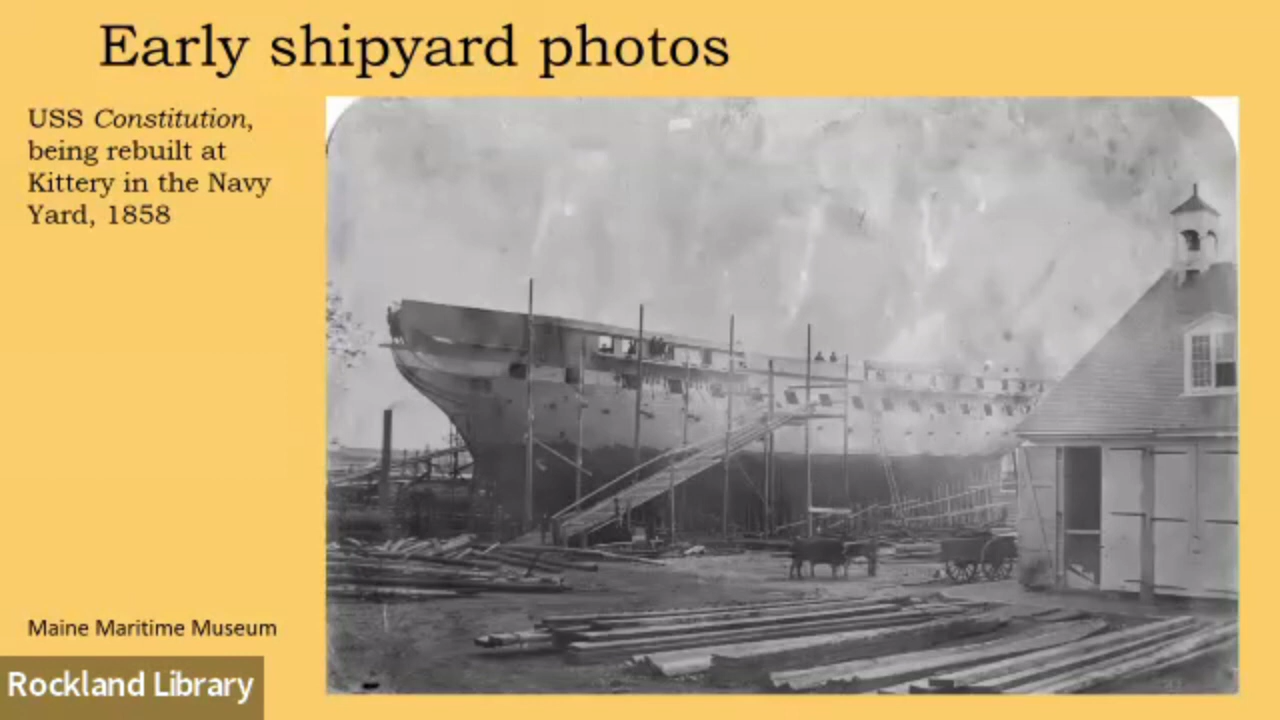 Early shipyard photos
USS Constitution,
being rebuilt at
Kittery in the Navy
Yard, 1858
Maine Maritime Museum
Rockland Library